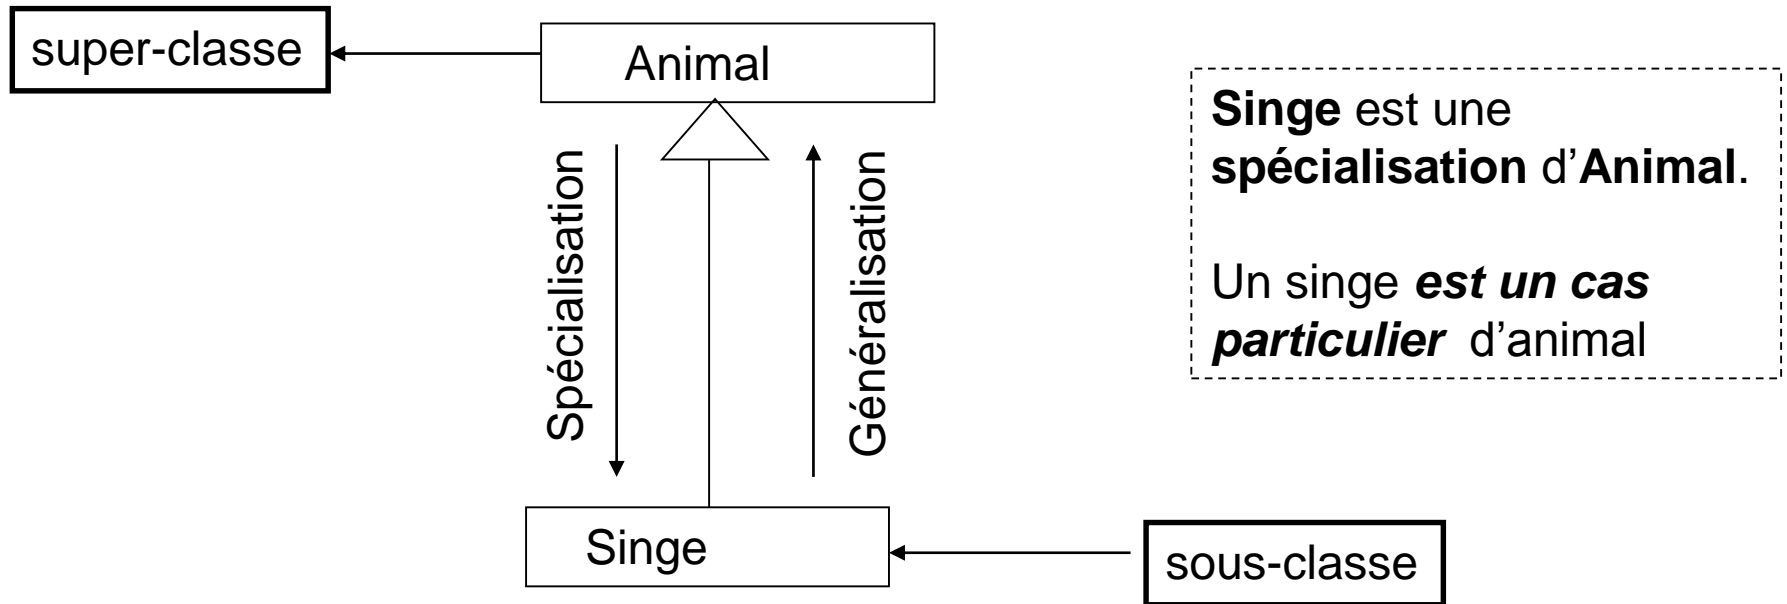 super-classe
Animal
Spécialisation
Généralisation
Singe
sous-classe
Singe est une
spécialisation d’Animal.
Un singe est un cas
particulier d’animal